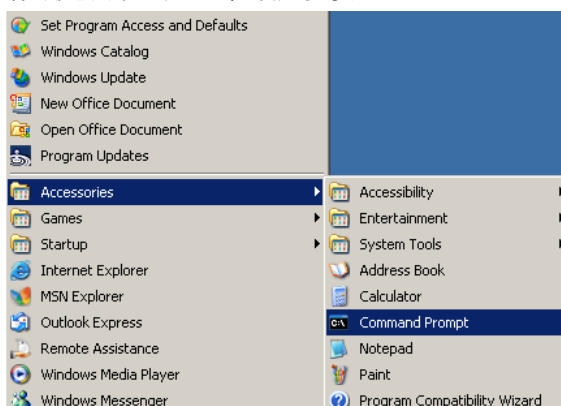 Set Program Access and Defaults
Windows Catalog
Windows Update
New Office Document
Open Office Document
Program Updates
Accessories
Games
Startup
Internet Explorer
MSN Explorer
Outlook Express
Remote Assistance
Windows Media Player
Windows Messenger
Accessibility
Entertainment
System Tools
Address Book
Calculator
Command Prompt
Notepad
Paint
Program Compatibility Wizard